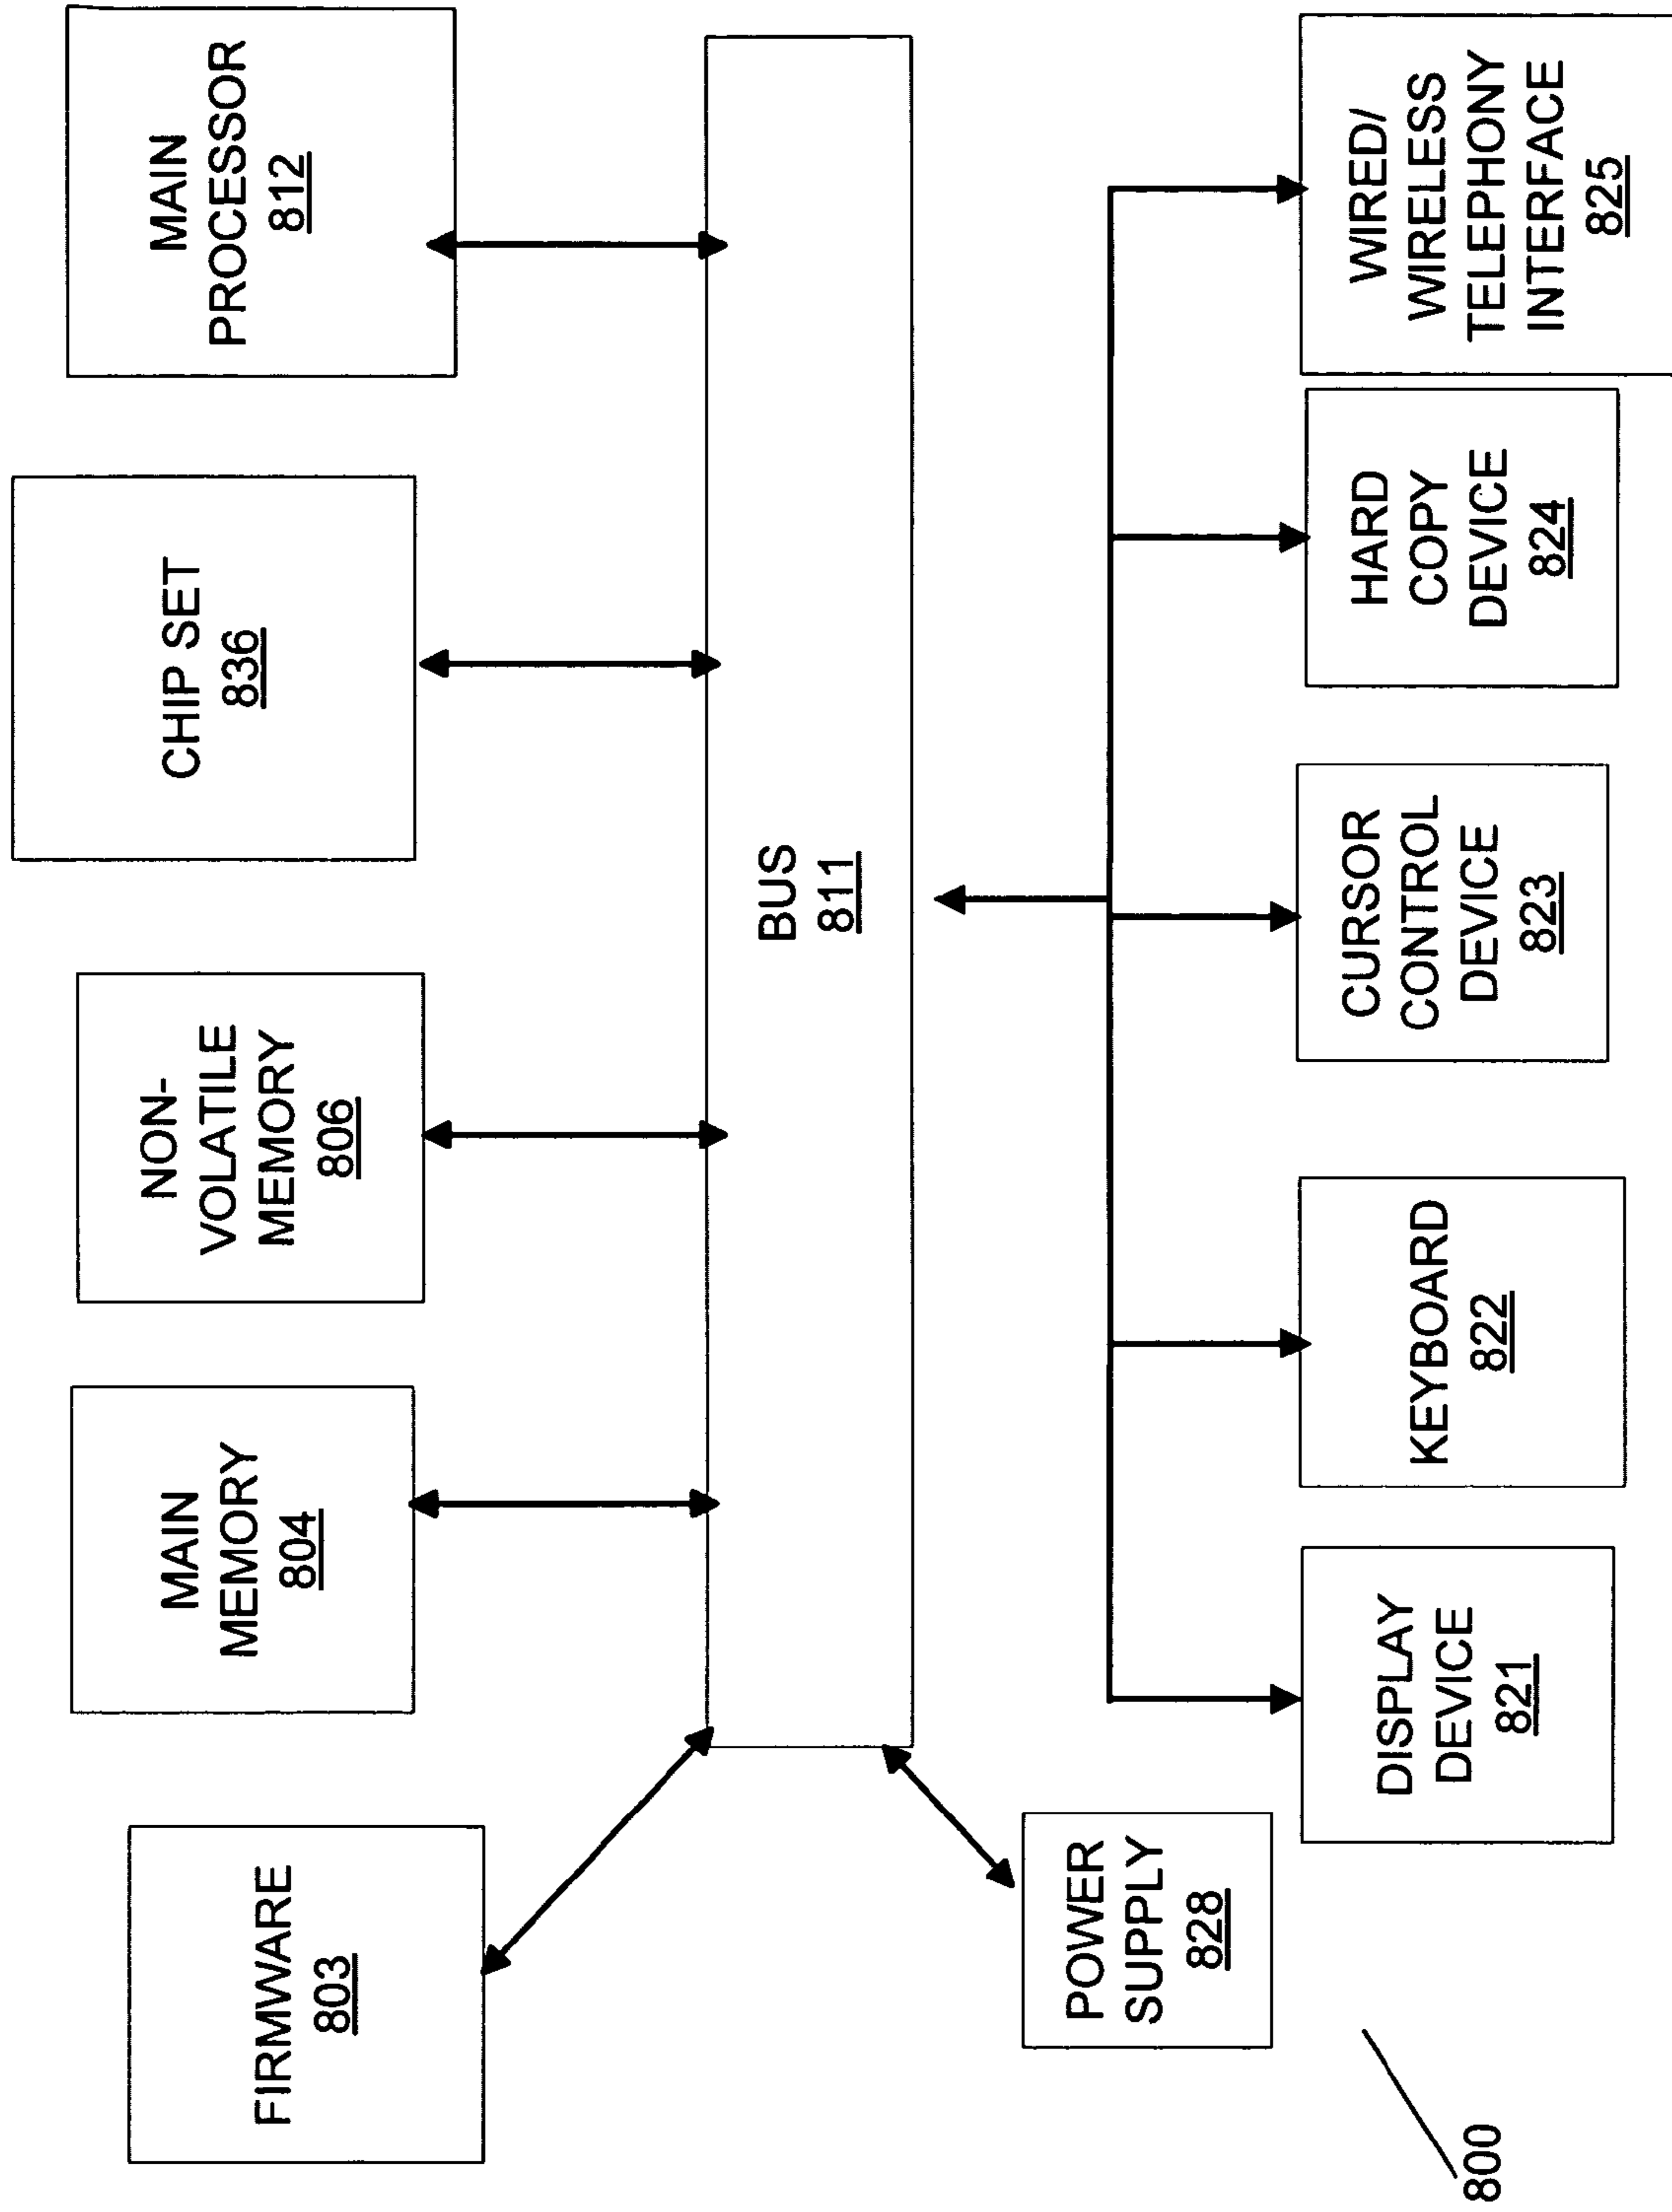 FIRMWARE
803
MAIN
MEMORY
804
NON-
VOLATILE
MEMORY
806
CHIP SET
836
MAIN
PROCESSOR
812
BUS
811
POWER
SUPPLY
828
DISPLAY
DEVICE
821
KEYBOARD
822
CURSOR
CONTROL
DEVICE
823
HARD
COPY
DEVICE
824
WIRED/
WIRELESS
TELEPHONY
INTERFACE
825
800